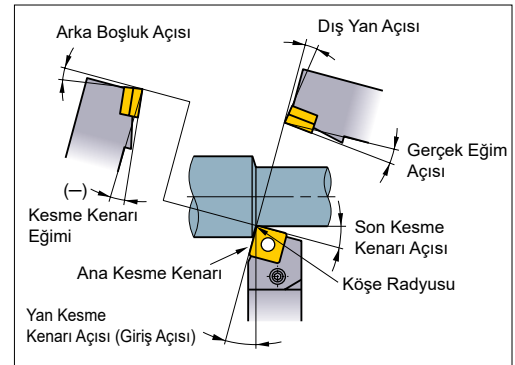 Arka Boşluk Açısı
Dış Yan Açısı
Gerçek Eğim
Açısı
(−)
Kesme Kenarı
Eğimi
Son Kesme
Kenarı Açısı
Ana Kesme Kenarı
Köşe Radyusu
Yan Kesme
Kenarı Açısı (Giriş Açısı)